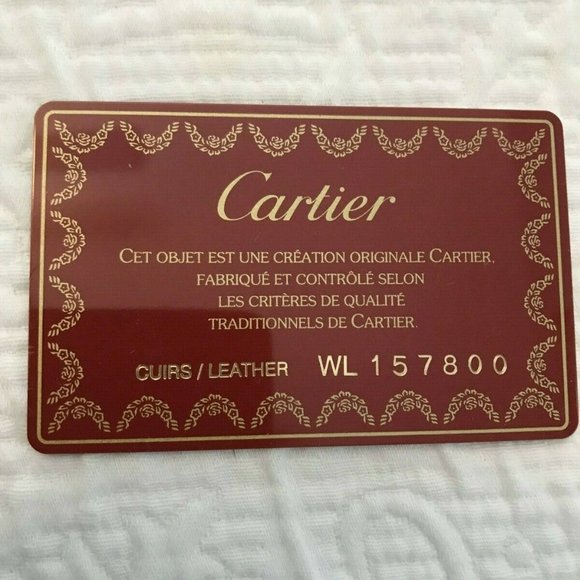 Cartier
CET OBJET EST UNE CRÉATION ORIGINALE CARTIER,
FABRIQUÉ ET CONTRÔLÉ SELON
LES CRITÈRES DE QUALITÉ
TRADITIONNELS DE CARTIER.
CUIRS / LEATHER WL 157800